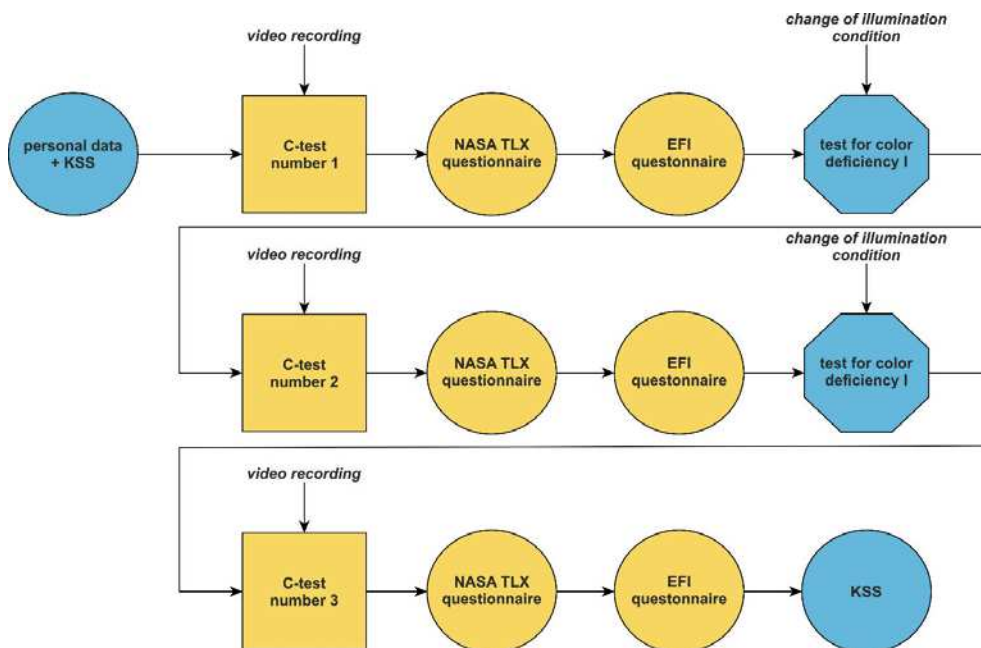 video recording
change of illumination
condition
personal data
+ KSS
C-test
number 1
NASA TLX
questionnaire
EFI
questonnaire
test for color
deficiency I
video recording
change of illumination
condition
C-test
number 2
NASA TLX
questionnaire
EFI
questonnaire
test for color
deficiency I
video recording
C-test
number 3
NASA TLX
questionnaire
EFI
questonnaire
KSS